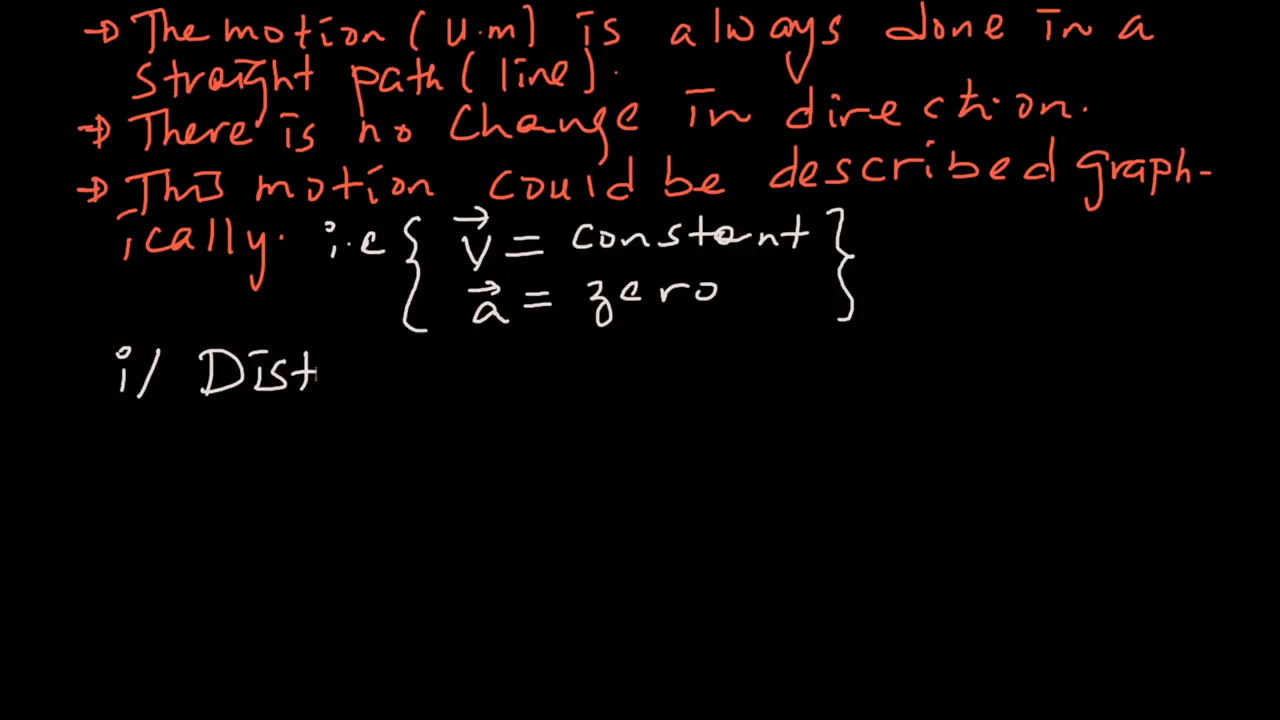 → The motion (U.m) is always done in a
straight path (line).
→ There is no change in direction.
→ This motion could be described graph-
ically. i.e { v⃗ = constant }
a⃗ = zero
i/ Dist